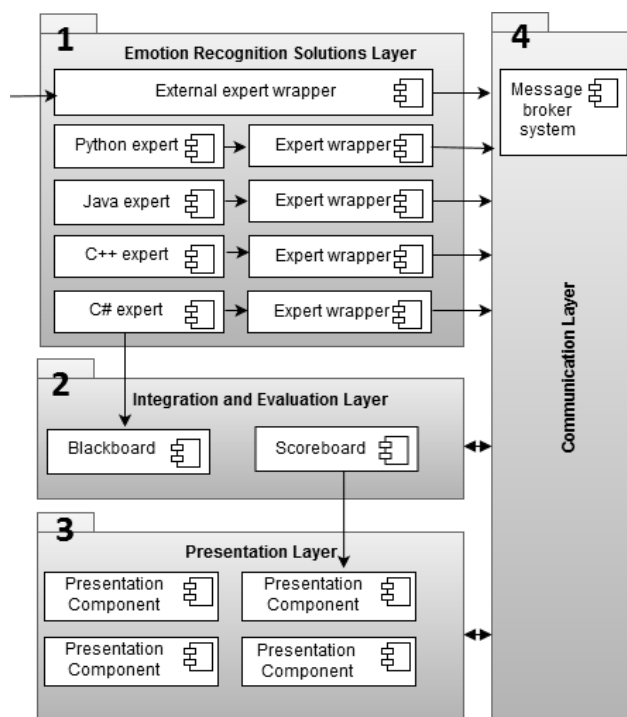 1
Emotion Recognition Solutions Layer
External expert wrapper
Python expert
Expert wrapper
Java expert
Expert wrapper
C++ expert
Expert wrapper
C# expert
Expert wrapper
2
Integration and Evaluation Layer
Blackboard
Scoreboard
3
Presentation Layer
Presentation
Component
Presentation
Component
Presentation
Component
Presentation
Component
4
Message
broker
system
Communication Layer